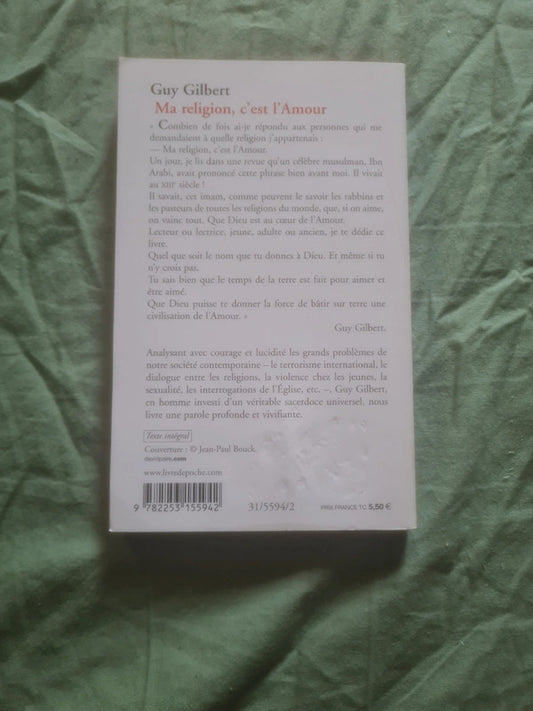 Guy Gilbert
Ma religion, c'est l'Amour
« Combien de fois ai-je répondu aux personnes qui me
demandaient à quelle religion j'appartenais :
— Ma religion, c'est l'Amour.
Un jour, je lis dans une revue qu'un célèbre musulman, Ibn
Arabi, avait prononcé cette phrase bien avant moi. Il vivait
au XIIIe siècle !
Il savait, cet imam, comme peuvent le savoir les rabbins et
les pasteurs de toutes les religions du monde, que, si on aime,
on vainc tout. Que Dieu est au cœur de l'Amour.
Lecteur ou lectrice, jeune, adulte ou ancien, je te dédie ce
livre.
Quel que soit le nom que tu donnes à Dieu. Et même si tu
n'y crois pas.
Tu sais bien que le temps de la terre est fait pour aimer et
être aimé.
Que Dieu puisse te donner la force de bâtir sur terre une
civilisation de l'Amour. »
Guy Gilbert.
Analysant avec courage et lucidité les grands problèmes de
notre société contemporaine – le terrorisme international, le
dialogue entre les religions, la violence chez les jeunes, la
sexualité, les interrogations de l'Église, etc. –, Guy Gilbert,
en homme investi d'un véritable sacerdoce universel, nous
livre une parole profonde et vivifiante.
Texte intégral
Couverture : © Jean-Paul Bouck.
davidpaire.com
www.livredepoche.com
9 782253 155942
31/5594/2
PRIX FRANCE TC 5,50 €